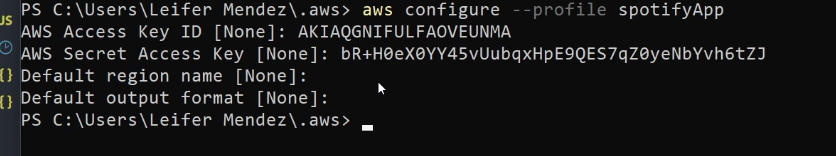 JS
PS C:\Users\Leifer Mendez\.aws> aws configure --profile spotifyApp
AWS Access Key ID [None]: AKIAQGNIFULFAOVEUNMA
AWS Secret Access Key [None]: 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
{} Default region name [None]:
{} Default output format [None]:
PS C:\Users\Leifer Mendez\.aws>